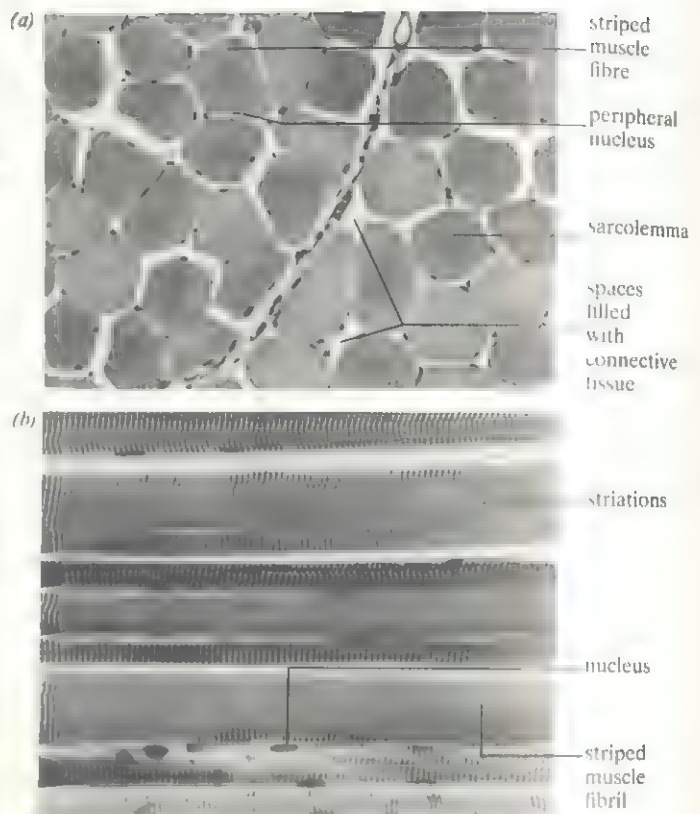 (a)
striped
muscle
fibre
peripheral
nucleus
sarcolemma
spaces
filled
with
connective
tissue
(b)
striations
nucleus
striped
muscle
fibril